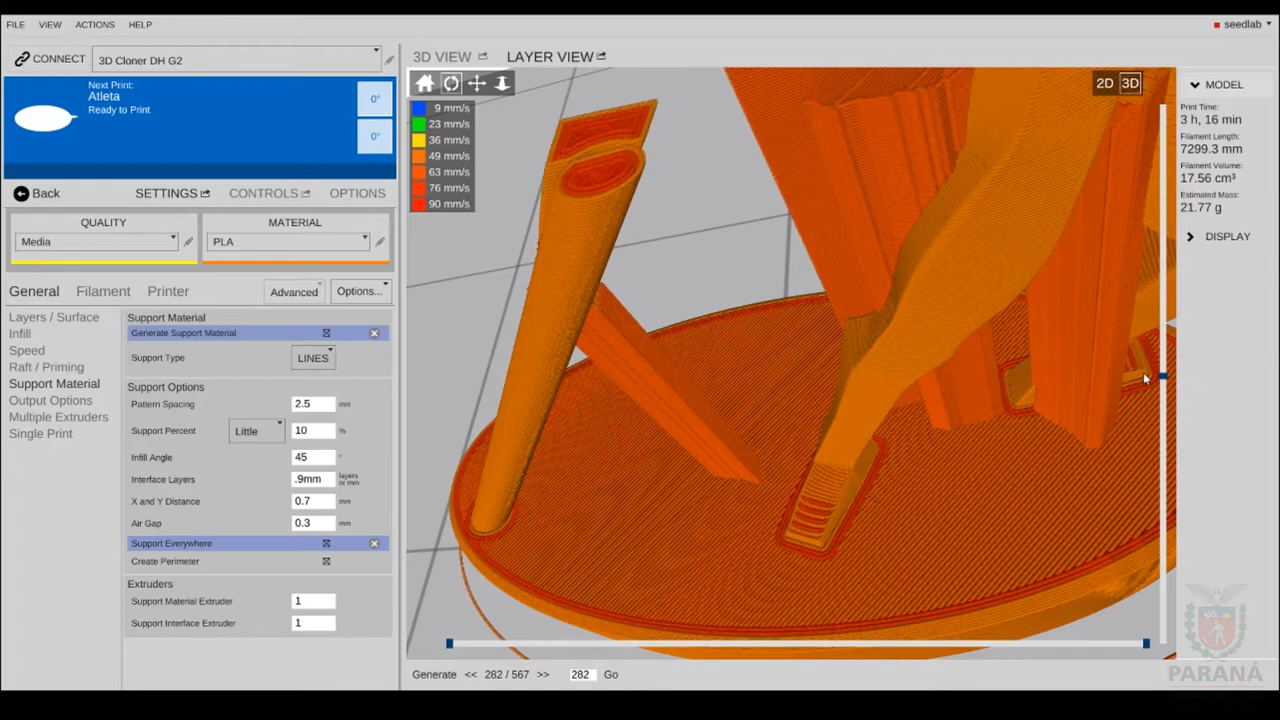 FILE VIEW ACTIONS HELP
seedlab
CONNECT 3D Cloner DH G2
Next Print:
Atleta
Ready to Print
0°
0°
Back SETTINGS CONTROLS OPTIONS
QUALITY MATERIAL
Media PLA
General Filament Printer Advanced Options...
Layers / Surface
Infill
Speed
Raft / Priming
Support Material
Output Options
Multiple Extruders
Single Print
Support Material
Generate Support Material
Support Type LINES
Support Options
Pattern Spacing 2.5 mm
Support Percent Little 10 %
Infill Angle 45 °
Interface Layers .9mm layers or mm
X and Y Distance 0.7 mm
Air Gap 0.3 mm
Support Everywhere
Create Perimeter
Extruders
Support Material Extruder 1
Support Interface Extruder 1
3D VIEW LAYER VIEW
2D 3D
9 mm/s
23 mm/s
36 mm/s
49 mm/s
63 mm/s
76 mm/s
90 mm/s
Generate << 282 / 567 >> 282 Go
MODEL
Print Time:
3 h, 16 min
Filament Length:
7299.3 mm
Filament Volume:
17.56 cm³
Estimated Mass:
21.77 g
DISPLAY
PARANÁ